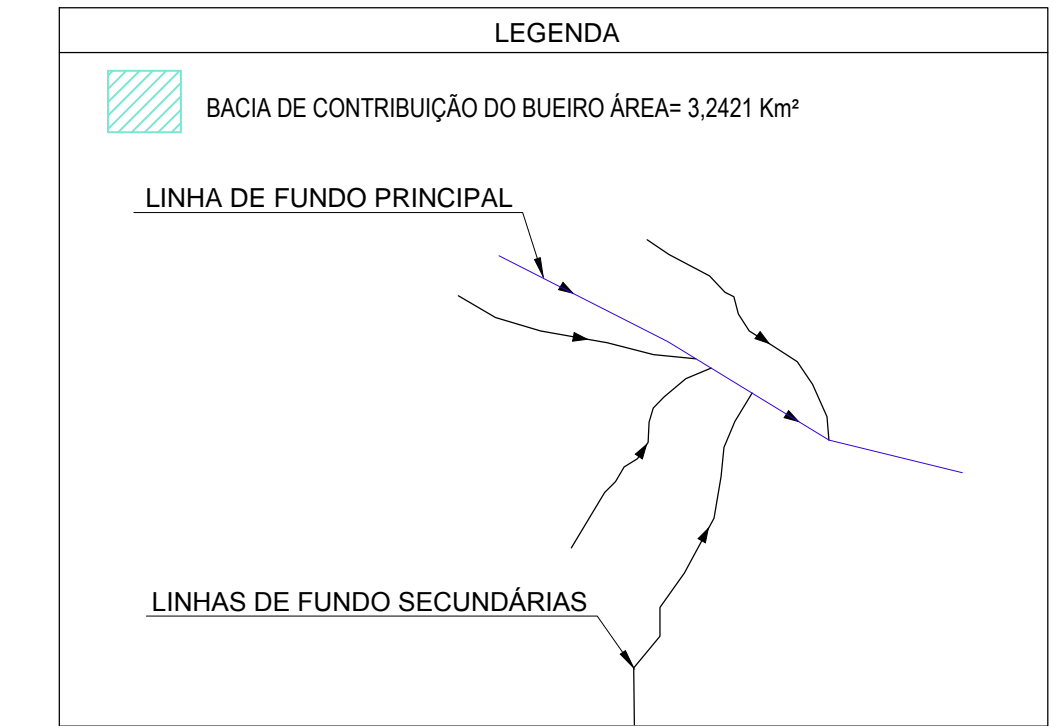 LEGENDA
BACIA DE CONTRIBUIÇÃO DO BUEIRO ÁREA= 3,2421 Km²
LINHA DE FUNDO PRINCIPAL
LINHAS DE FUNDO SECUNDÁRIAS